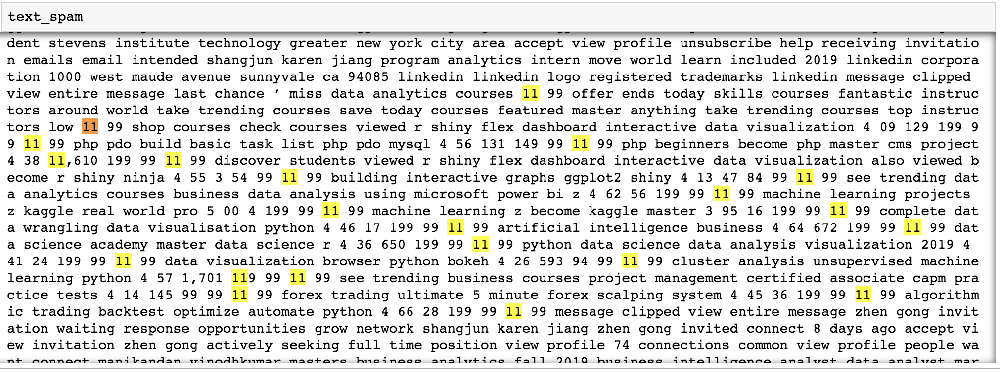 text_spam
dent stevens institute technology greater new york city area accept view profile unsubscribe help receiving invitatio
n emails email intended shangjun karen jiang program analytics intern move world learn included 2019 linkedin corpora
tion 1000 west maude avenue sunnyvale ca 94085 linkedin linkedin logo registered trademarks linkedin message clipped
view entire message last chance ’ miss data analytics courses 11 99 offer ends today skills courses fantastic instruc
tors around world take trending courses save today courses featured master anything take trending courses top instruc
tors low 11 99 shop courses check courses viewed r shiny flex dashboard interactive data visualization 4 09 129 199 9
9 11 99 php pdo build basic task list php pdo mysql 4 56 131 149 99 11 99 php beginners become php master cms project
4 38 11,610 199 99 11 99 discover students viewed r shiny flex dashboard interactive data visualization also viewed b
ecome r shiny ninja 4 55 3 54 99 11 99 building interactive graphs ggplot2 shiny 4 13 47 84 99 11 99 see trending dat
a analytics courses business data analysis using microsoft power bi z 4 62 56 199 99 11 99 machine learning projects
z kaggle real world pro 5 00 4 199 99 11 99 machine learning z become kaggle master 3 95 16 199 99 11 99 complete dat
a wrangling data visualisation python 4 46 17 199 99 11 99 artificial intelligence business 4 64 672 199 99 11 99 dat
a science academy master data science r 4 36 650 199 99 11 99 python data science data analysis visualization 2019 4
41 24 199 99 11 99 data visualization browser python bokeh 4 26 593 94 99 11 99 cluster analysis unsupervised machine
learning python 4 57 1,701 119 99 11 99 see trending business courses project management certified associate capm pra
ctice tests 4 14 145 99 99 11 99 forex trading ultimate 5 minute forex scalping system 4 45 36 199 99 11 99 algorithm
ic trading backtest optimize automate python 4 66 28 199 99 11 99 message clipped view entire message zhen gong invit
ation waiting response opportunities grow network shangjun karen jiang zhen gong invited connect 8 days ago accept vi
ew invitation zhen gong actively seeking full time position view profile 74 connections common view profile people wa
nt connect manikandan vinodhkumar masters business analytics fall 2019 business intelligence analyst data analyst mar